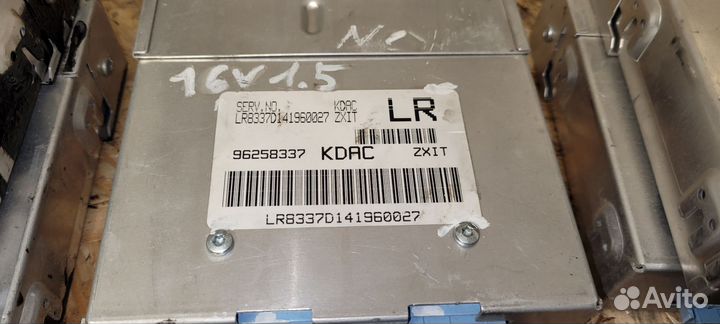 16V 1.5
SERV.NO. KDAC
LR8337D141960027 ZXIT
LR
96258337 KDAC ZXIT
LR8337D141960027
Avito